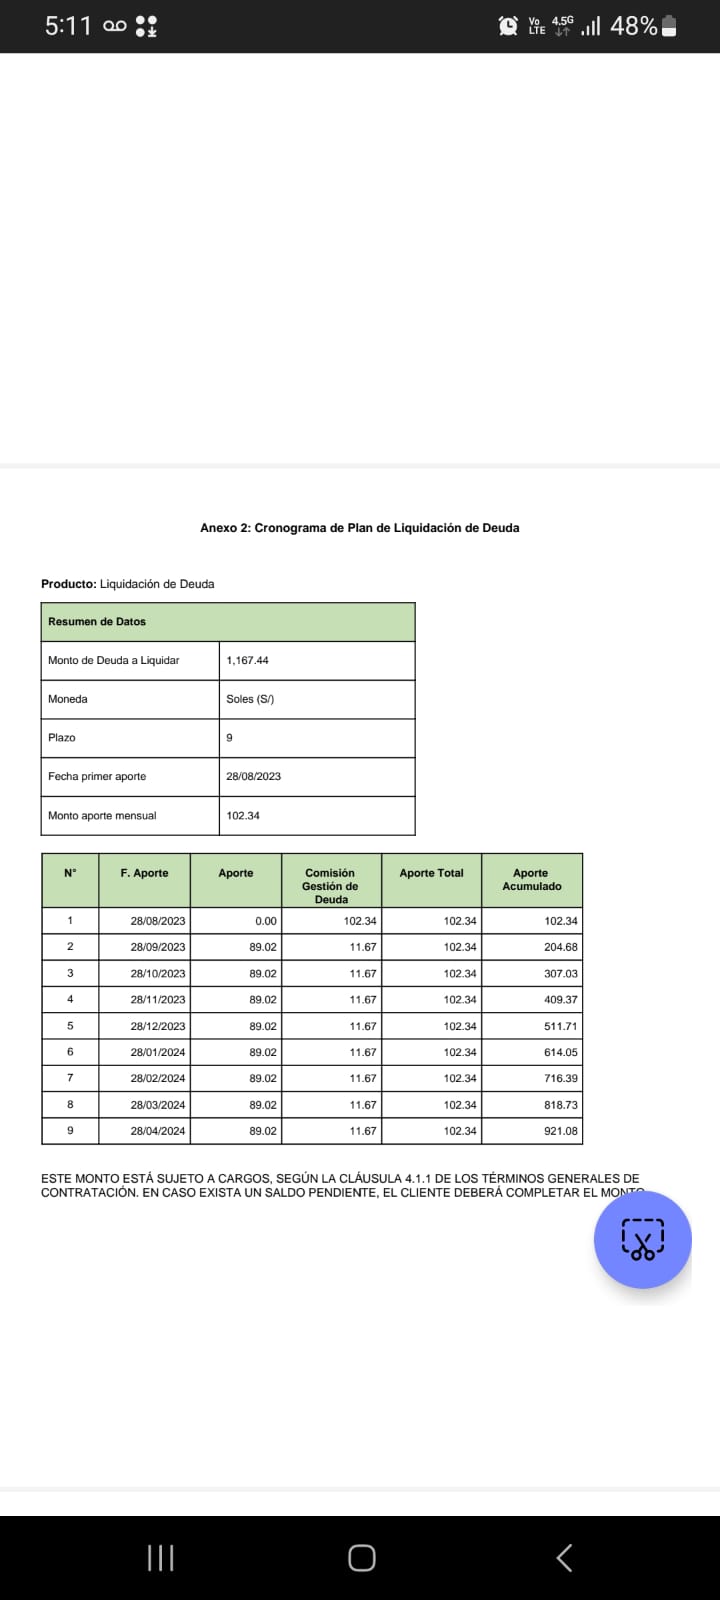 5:11
Vo LTE 4.5G 48%
Anexo 2: Cronograma de Plan de Liquidación de Deuda
Producto: Liquidación de Deuda
Resumen de Datos
Monto de Deuda a Liquidar 1,167.44
Moneda Soles (S/)
Plazo 9
Fecha primer aporte 28/08/2023
Monto aporte mensual 102.34
N° F. Aporte Aporte Comisión Gestión de Deuda Aporte Total Aporte Acumulado
1 28/08/2023 0.00 102.34 102.34 102.34
2 28/09/2023 89.02 11.67 102.34 204.68
3 28/10/2023 89.02 11.67 102.34 307.03
4 28/11/2023 89.02 11.67 102.34 409.37
5 28/12/2023 89.02 11.67 102.34 511.71
6 28/01/2024 89.02 11.67 102.34 614.05
7 28/02/2024 89.02 11.67 102.34 716.39
8 28/03/2024 89.02 11.67 102.34 818.73
9 28/04/2024 89.02 11.67 102.34 921.08
ESTE MONTO ESTÁ SUJETO A CARGOS, SEGÚN LA CLÁUSULA 4.1.1 DE LOS TÉRMINOS GENERALES DE
CONTRATACIÓN. EN CASO EXISTA UN SALDO PENDIENTE, EL CLIENTE DEBERÁ COMPLETAR EL MONTO